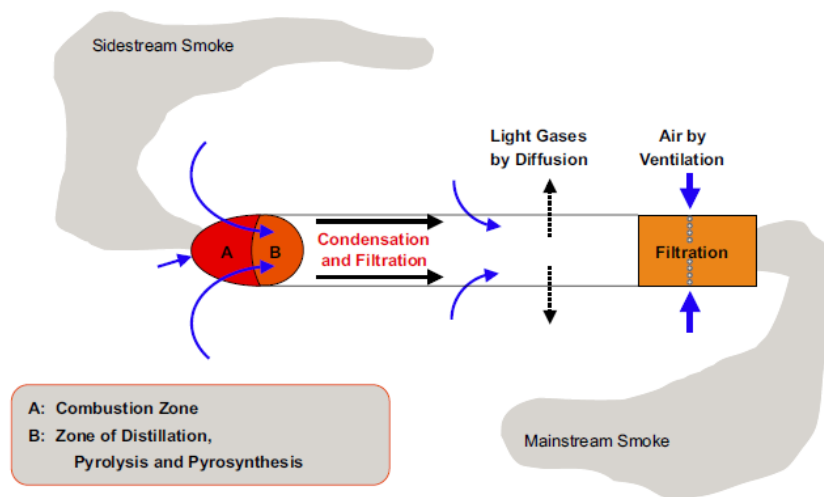 Sidestream Smoke
Light Gases
by Diffusion
Air by
Ventilation
A
B
Condensation
and Filtration
Filtration
A: Combustion Zone
B: Zone of Distillation,
Pyrolysis and Pyrosynthesis
Mainstream Smoke